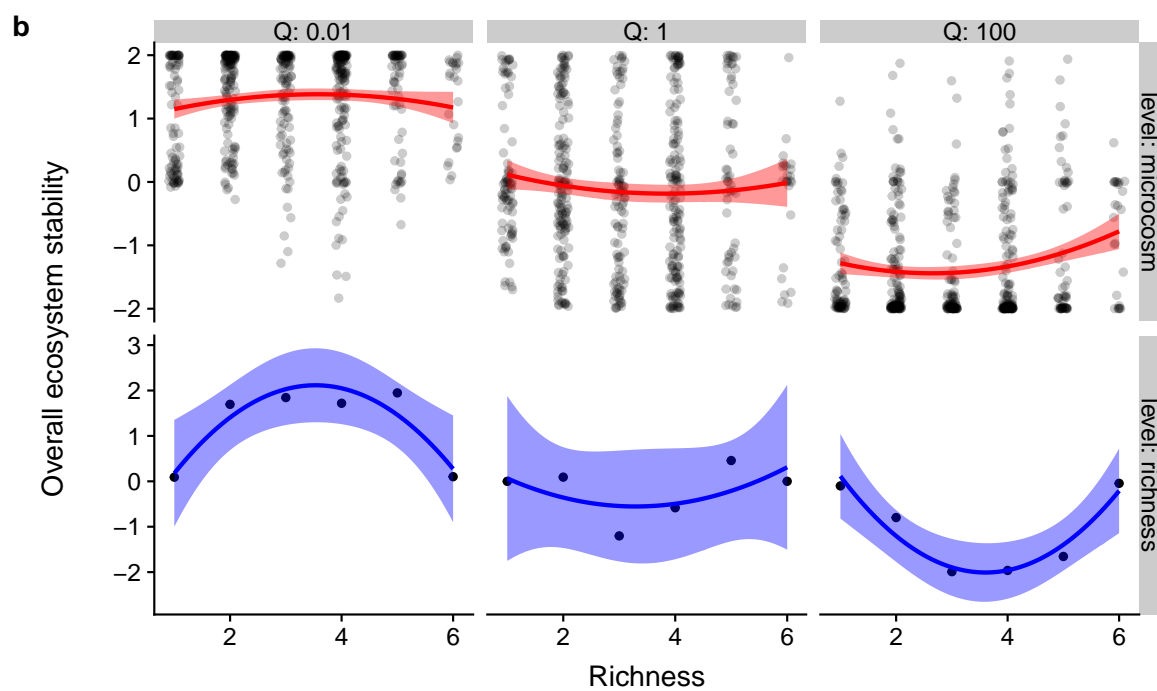 b
Q: 0.01
Q: 1
Q: 100
2
1
0
−1
−2
level: microcosm
Overall ecosystem stability
3
2
1
0
−1
−2
level: richness
2 4 6
2 4 6
2 4 6
Richness